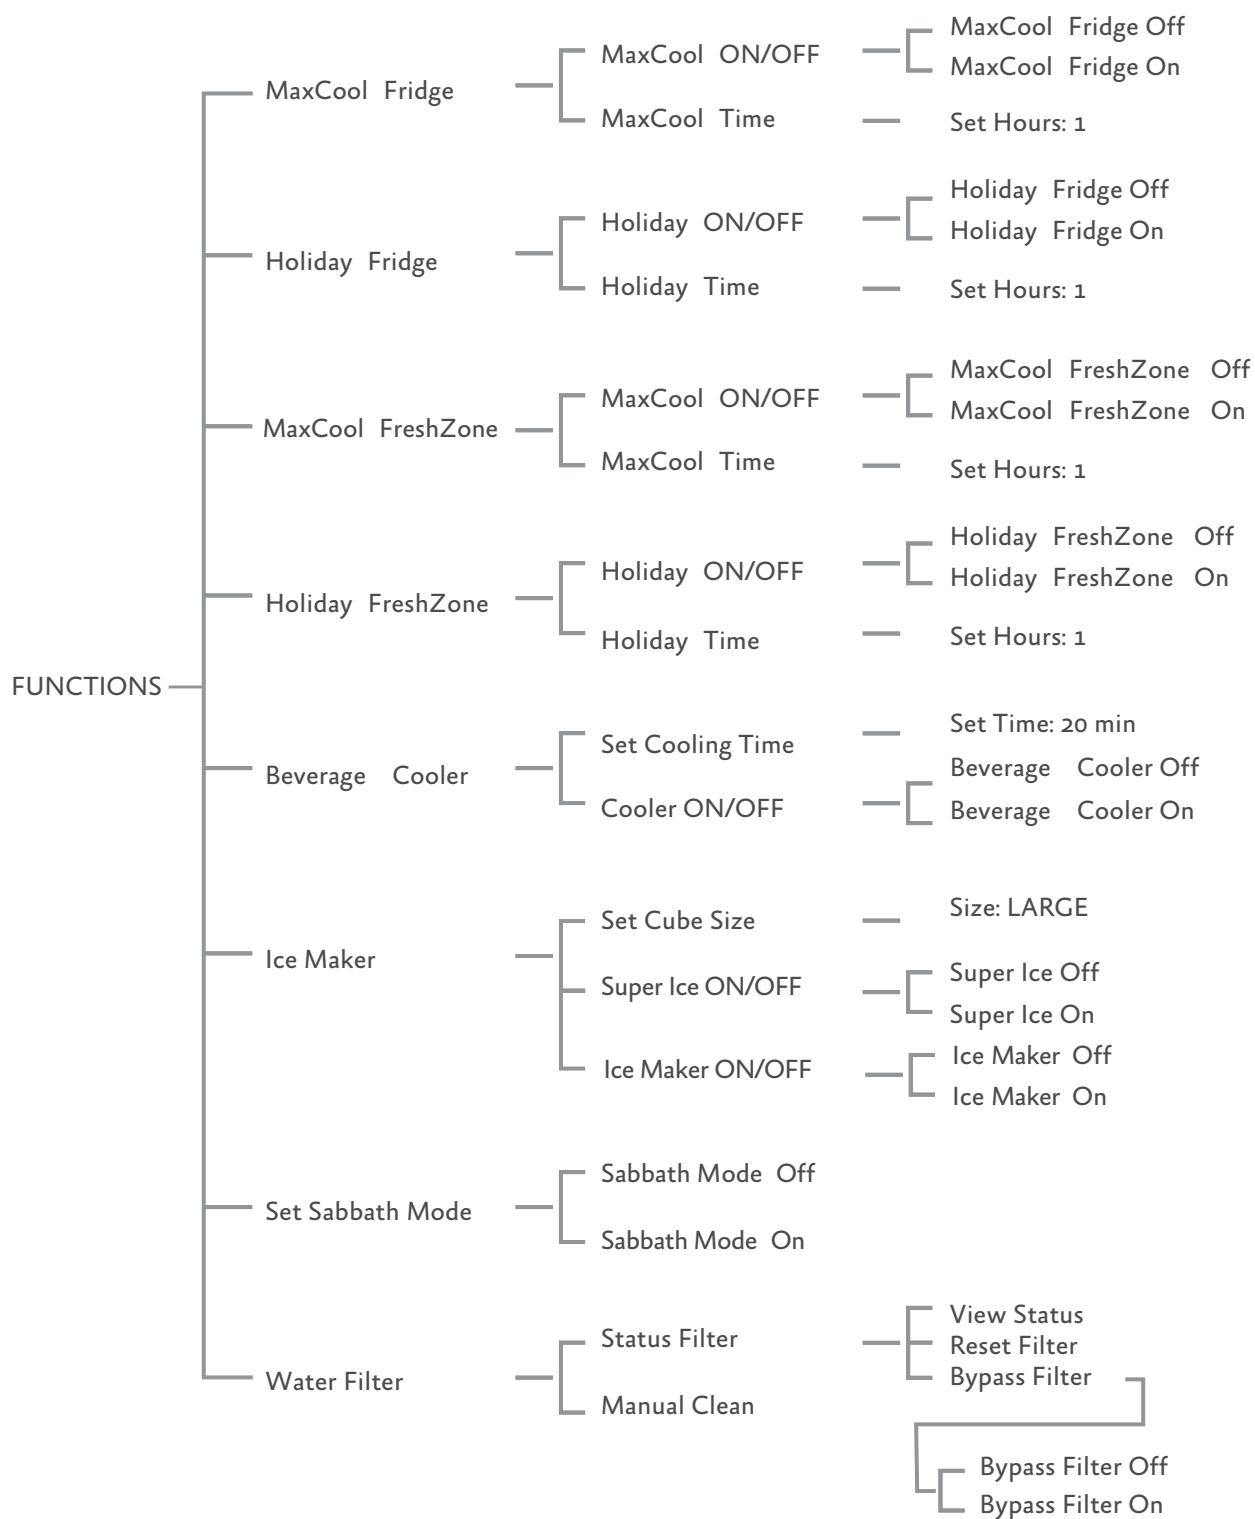 MaxCool Fridge Off
MaxCool ON/OFF
MaxCool Fridge On
MaxCool Fridge
MaxCool Time
Set Hours: 1
Holiday Fridge Off
Holiday ON/OFF
Holiday Fridge On
Holiday Fridge
Holiday Time
Set Hours: 1
MaxCool FreshZone Off
MaxCool ON/OFF
MaxCool FreshZone On
MaxCool FreshZone
MaxCool Time
Set Hours: 1
Holiday FreshZone Off
Holiday ON/OFF
Holiday FreshZone On
Holiday FreshZone
Holiday Time
Set Hours: 1
FUNCTIONS
Set Time: 20 min
Set Cooling Time
Beverage Cooler Off
Beverage Cooler
Cooler ON/OFF
Beverage Cooler On
Size: LARGE
Set Cube Size
Ice Maker
Super Ice Off
Super Ice ON/OFF
Super Ice On
Ice Maker Off
Ice Maker ON/OFF
Ice Maker On
Sabbath Mode Off
Set Sabbath Mode
Sabbath Mode On
View Status
Status Filter
Reset Filter
Bypass Filter
Water Filter
Manual Clean
Bypass Filter Off
Bypass Filter On